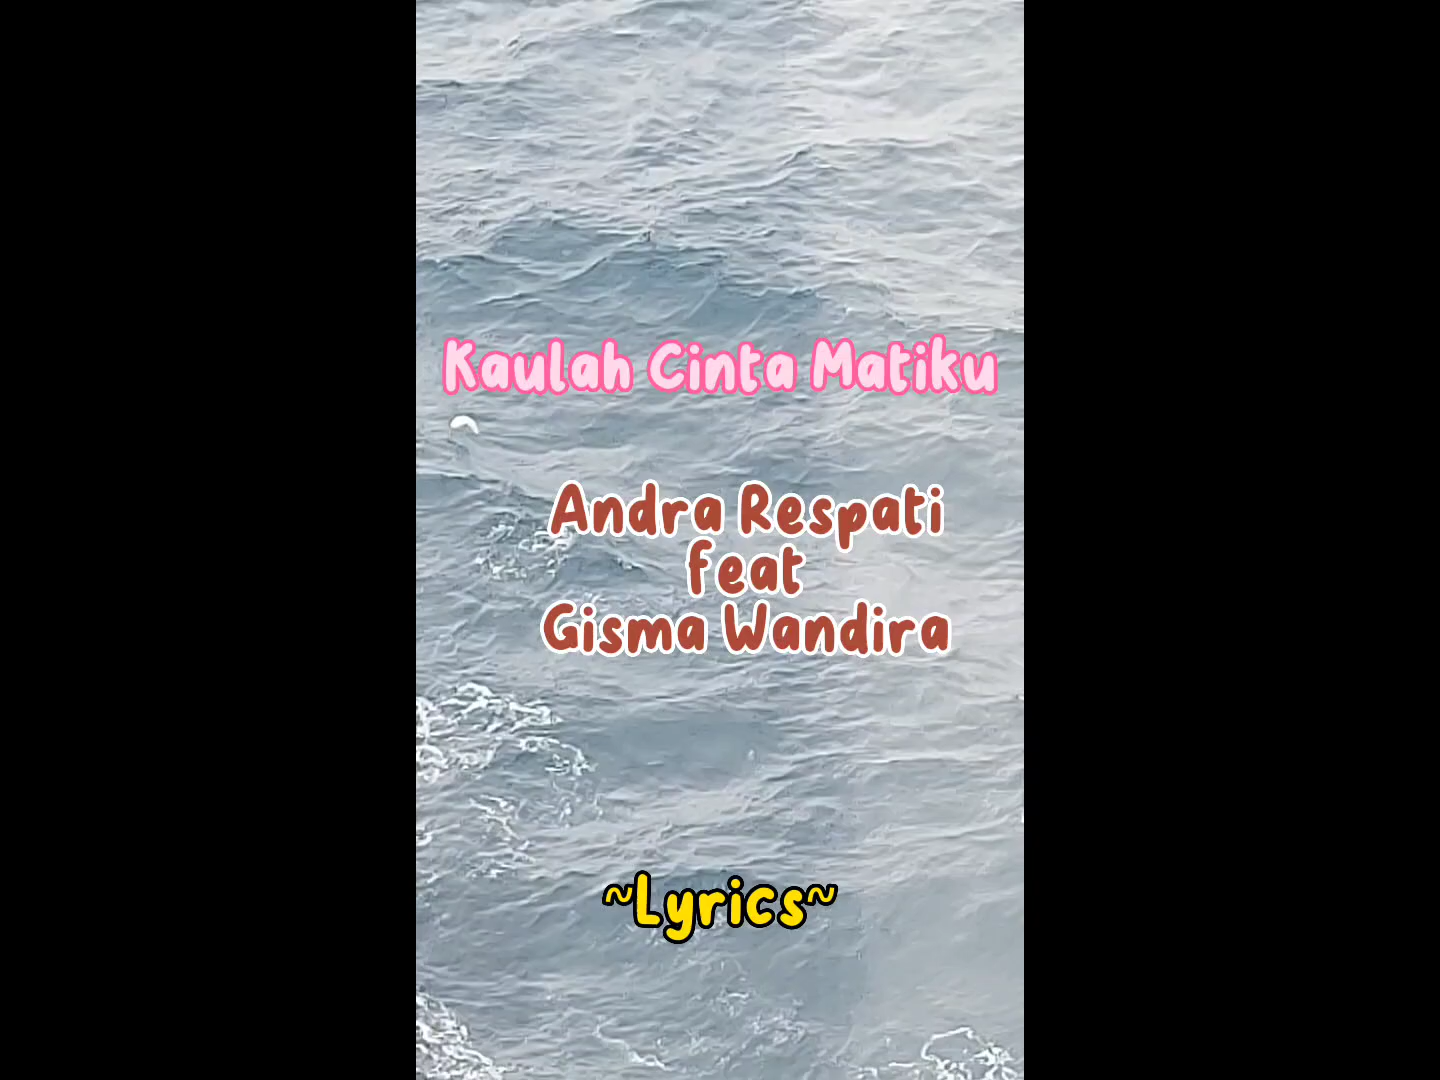 Kaulah Cinta Matiku
Andra Respati
feat
Gisma Wandira
~Lyrics~